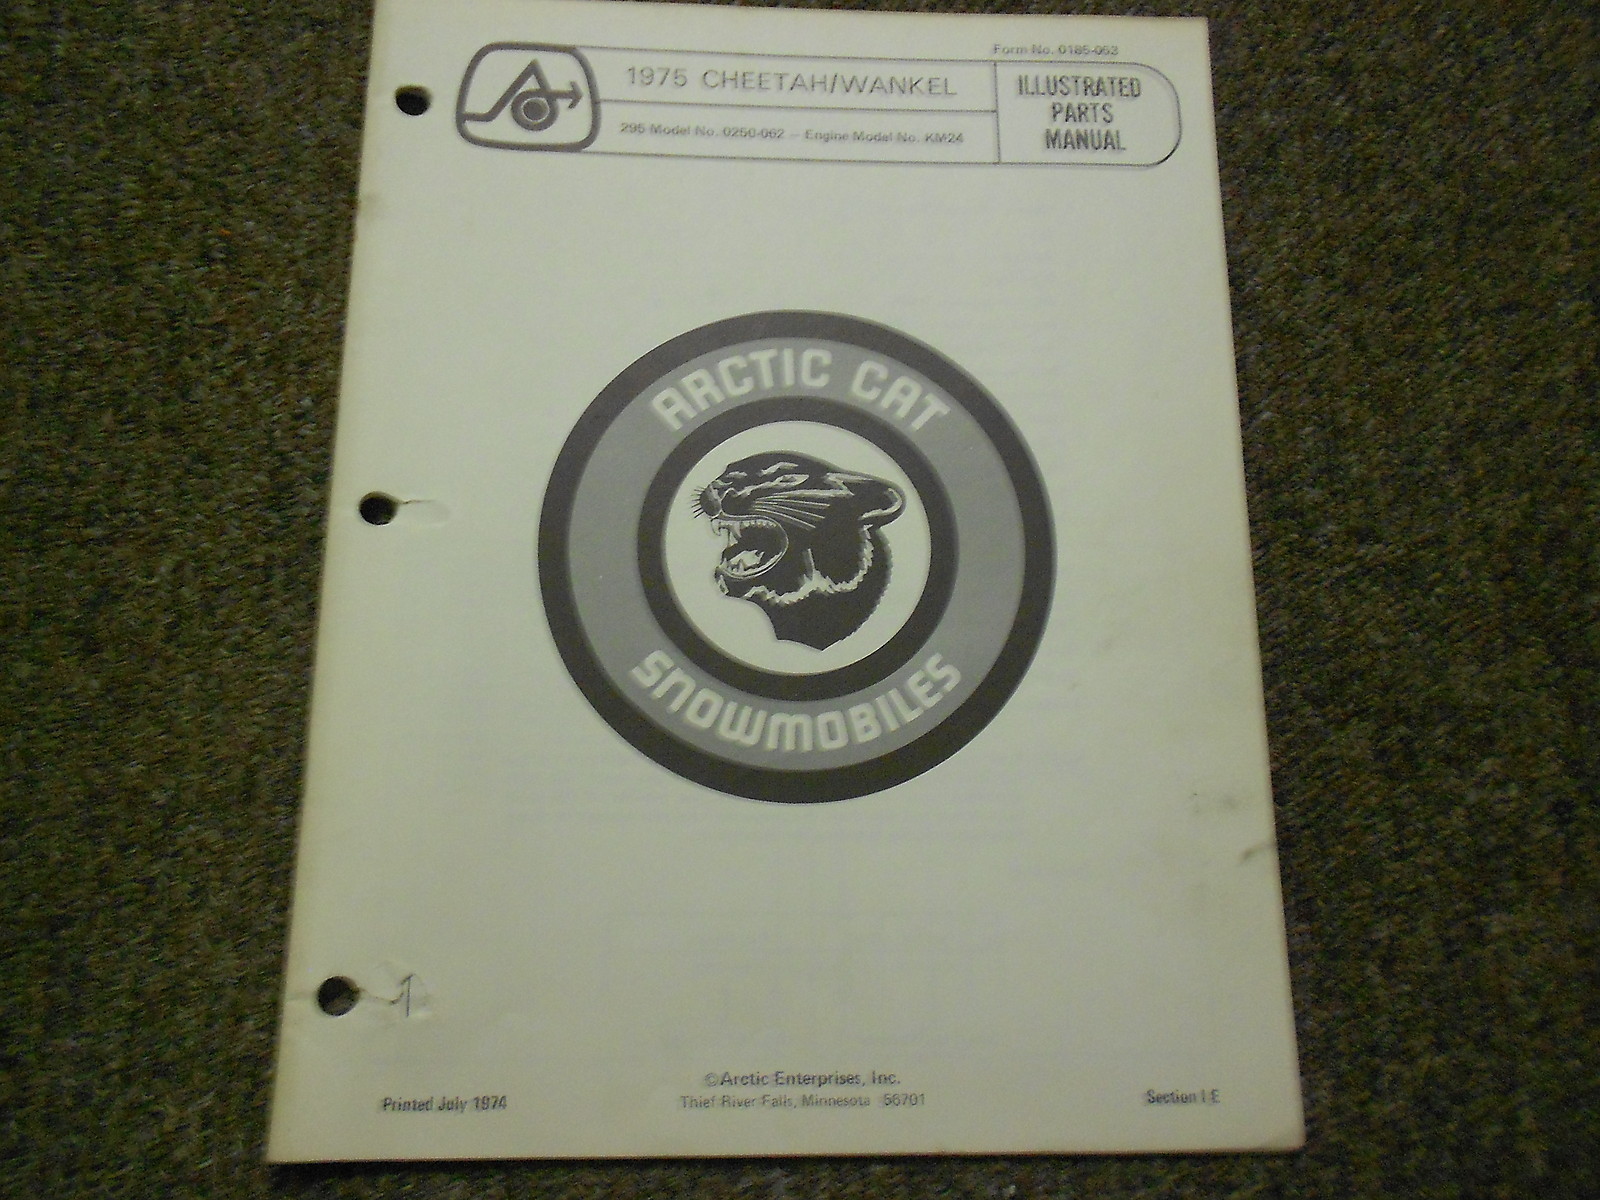 Form No. 0185-053
1975 CHEETAH/WANKEL
295 Model No. 0250-062 — Engine Model No. KM24
ILLUSTRATED
PARTS
MANUAL
ARCTIC CAT
SNOWMOBILES
©Arctic Enterprises, Inc.
Thief River Falls, Minnesota 56701
Printed July 1974
Section I E